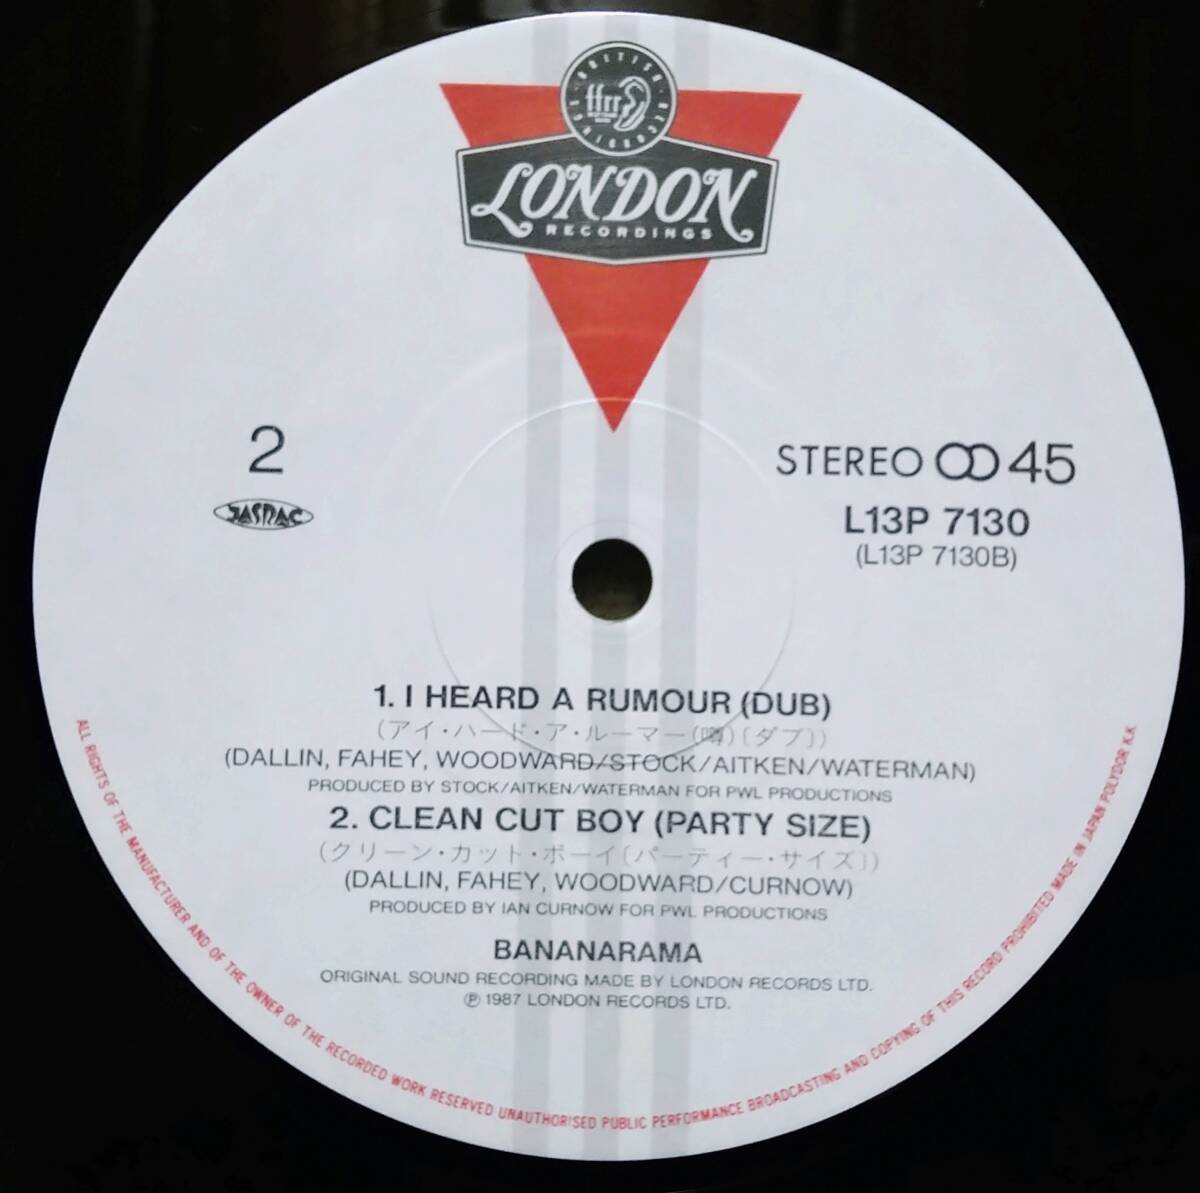 BRITISH RECORDINGS
ffrr
LONDON
RECORDINGS
2
JASRAC
STEREO 45
L13P 7130
(L13P 7130B)
1. I HEARD A RUMOUR (DUB)
(アイ・ハード・ア・ルーマー(噂)〔ダブ〕)
(DALLIN, FAHEY, WOODWARD/STOCK/AITKEN/WATERMAN)
PRODUCED BY STOCK/AITKEN/WATERMAN FOR PWL PRODUCTIONS
2. CLEAN CUT BOY (PARTY SIZE)
(クリーン・カット・ボーイ〔パーティー・サイズ〕)
(DALLIN, FAHEY, WOODWARD/CURNOW)
PRODUCED BY IAN CURNOW FOR PWL PRODUCTIONS
BANANARAMA
ORIGINAL SOUND RECORDING MADE BY LONDON RECORDS LTD.
℗ 1987 LONDON RECORDS LTD.
ALL RIGHTS OF THE MANUFACTURER AND OF THE OWNER OF THE RECORDED WORK RESERVED UNAUTHORISED PUBLIC PERFORMANCE BROADCASTING AND COPYING OF THIS RECORD PROHIBITED MADE IN JAPAN POLYDOR K.K